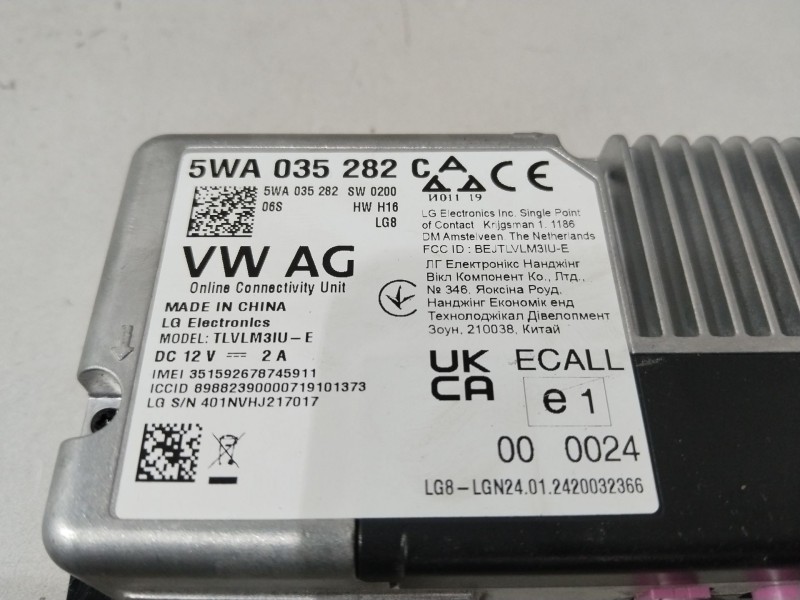 5WA 035 282 C
5WA 035 282 SW 0200
06S HW H16
LG8
VW AG
Online Connectivity Unit
MADE IN CHINA
LG Electronics
MODEL: TLVLM3IU-E
DC 12 V 2 A
IMEI 351592678745911
ICCID 89882390000719101373
LG S/N 401NVHJ217017
CE
И011 19
LG Electronics Inc. Single Point
of Contact Krijgsman 1, 1186
DM Amstelveen, The Netherlands
FCC ID : BEJTLVLM3IU-E
ЛГ Електронікс Нанджінг
Вікл Компонент Ко., Лтд.,
№ 346, Яоксіна Роуд,
Нанджінг Економік енд
Технолоджікал Дівелопмент
Зоун, 210038, Китай
UK
CA
ECALL
e1
00 0024
LG8-LGN24.01.2420032366